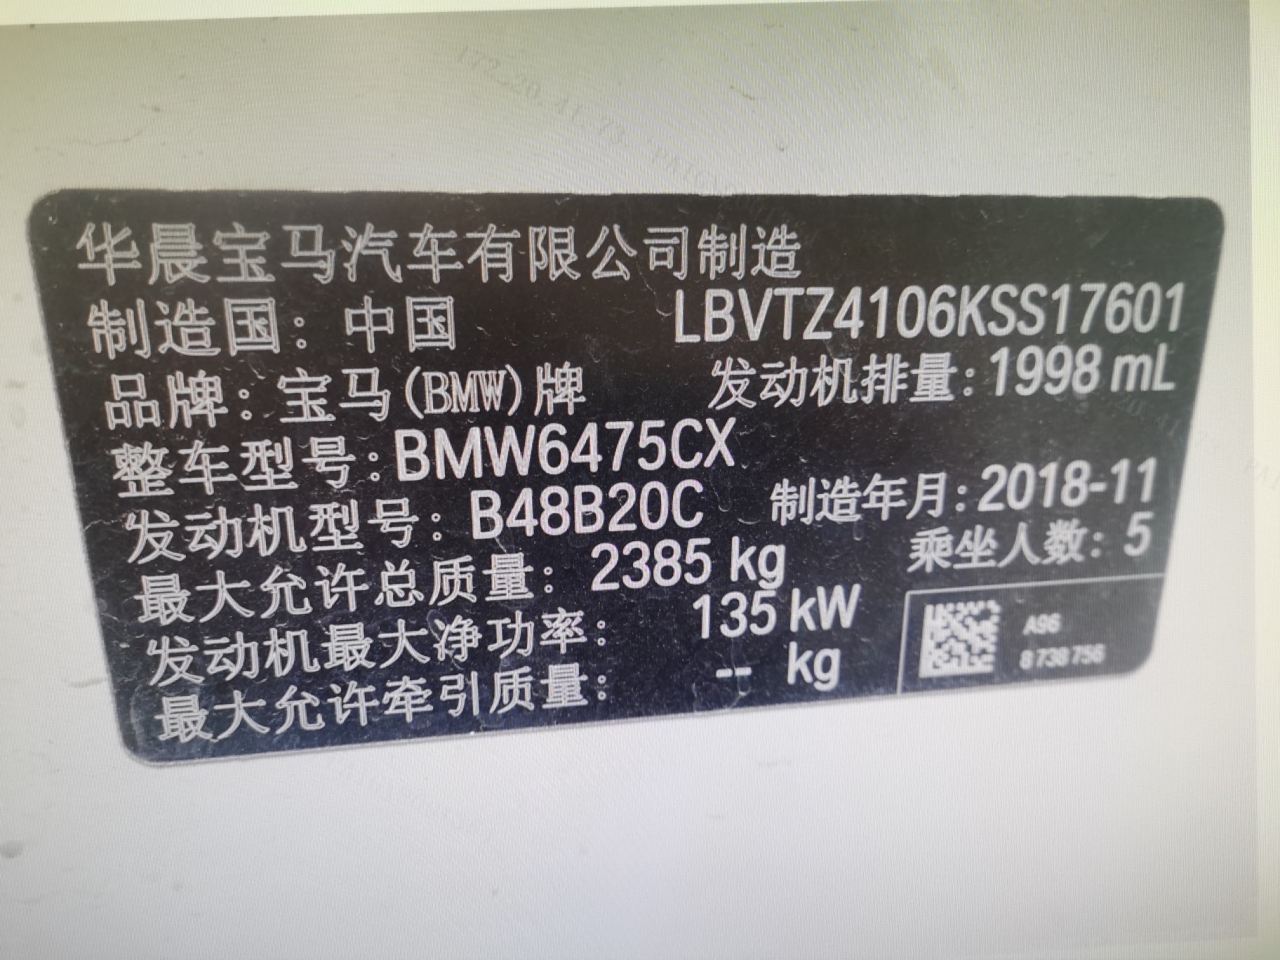 华晨宝马汽车有限公司制造
制造国：中国 LBVTZ4106KSS17601
品牌：宝马(BMW)牌 发动机排量：1998 mL
整车型号：BMW6475CX
发动机型号：B48B20C 制造年月：2018-11
最大允许总质量：2385 kg 乘坐人数：5
发动机最大净功率：135 kW
最大允许牵引质量：-- kg
A96
8 738 756